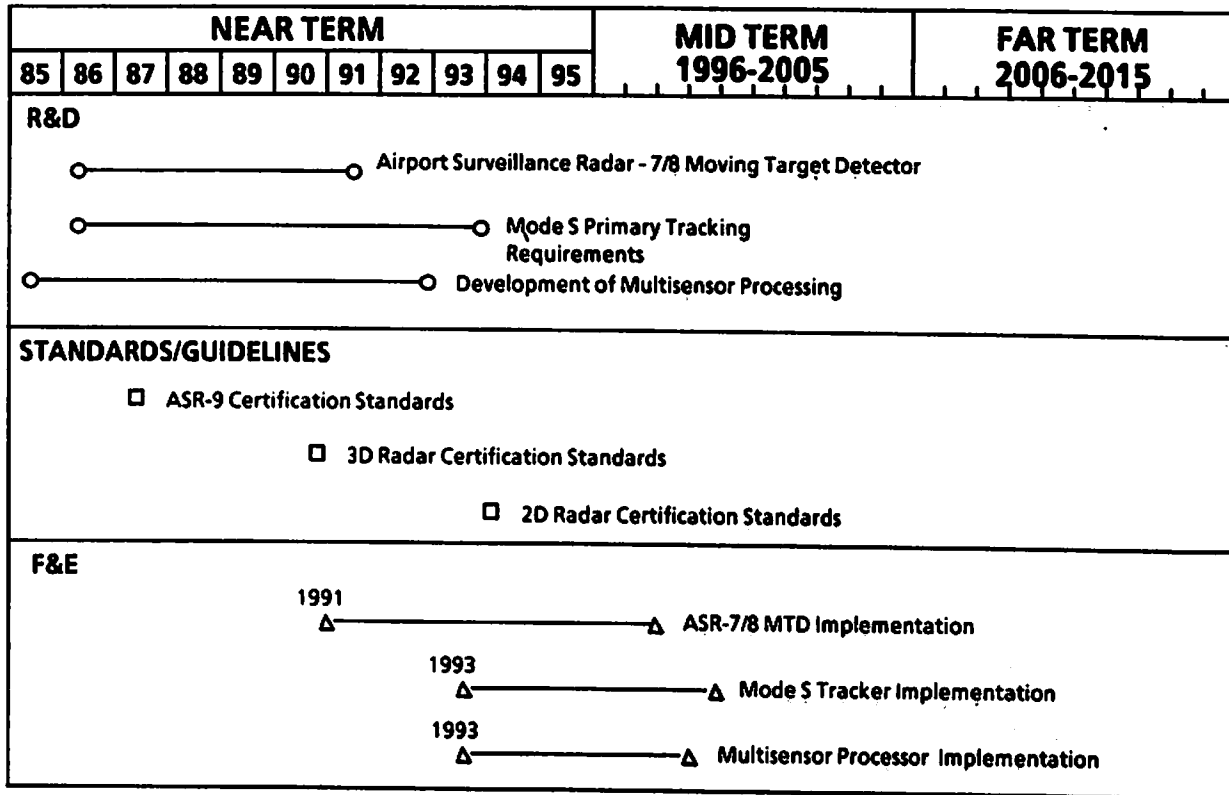 NEAR TERM
MID TERM
1996-2005
FAR TERM
2006-2015
85 86 87 88 89 90 91 92 93 94 95
R&D
Airport Surveillance Radar - 7/8 Moving Target Detector
Mode S Primary Tracking
Requirements
Development of Multisensor Processing
STANDARDS/GUIDELINES
ASR-9 Certification Standards
3D Radar Certification Standards
2D Radar Certification Standards
F&E
1991
ASR-7/8 MTD Implementation
1993
Mode S Tracker Implementation
1993
Multisensor Processor Implementation